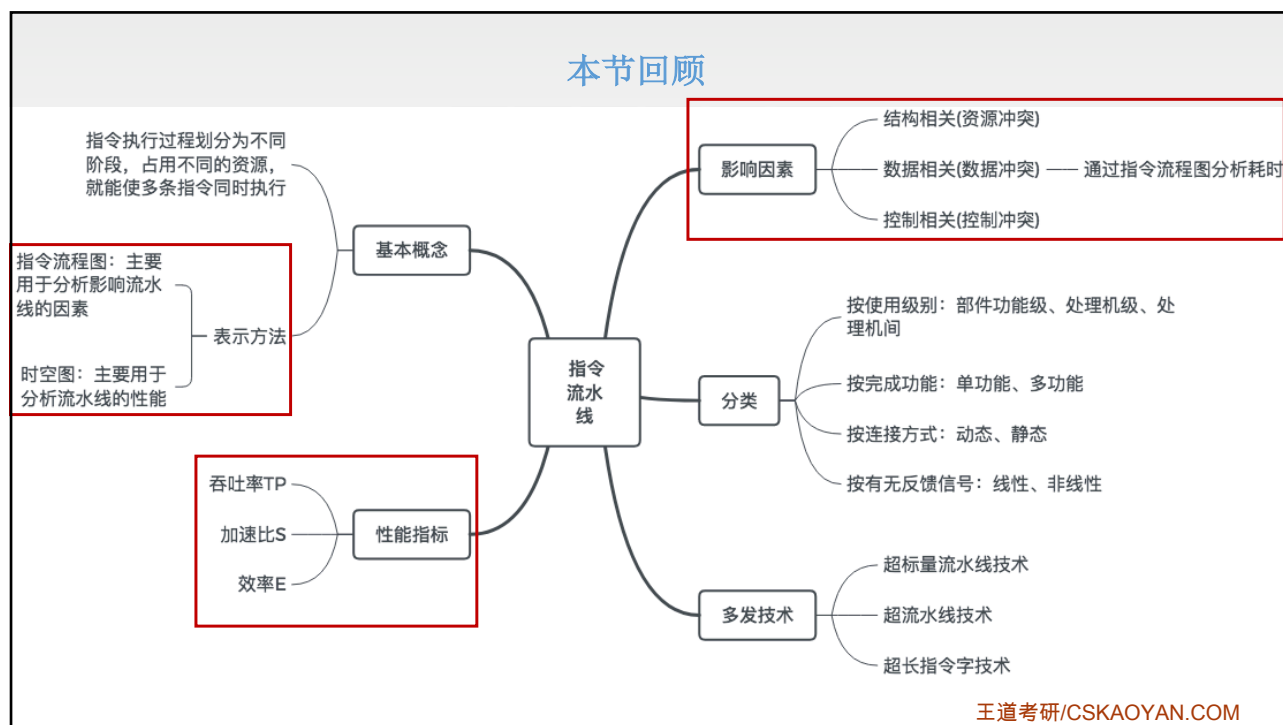 本节回顾
指令执行过程划分为不同
阶段，占用不同的资源，
就能使多条指令同时执行
基本概念
指令流程图：主要
用于分析影响流水
线的因素
表示方法
时空图：主要用于
分析流水线的性能
吞吐率TP
加速比S
效率E
性能指标
指令
流水
线
影响因素
结构相关(资源冲突)
数据相关(数据冲突)
通过指令流程图分析耗时
控制相关(控制冲突)
分类
按使用级别：部件功能级、处理机级、处
理机间
按完成功能：单功能、多功能
按连接方式：动态、静态
按有无反馈信号：线性、非线性
多发技术
超标量流水线技术
超流水线技术
超长指令字技术
王道考研/CSKAOYAN.COM